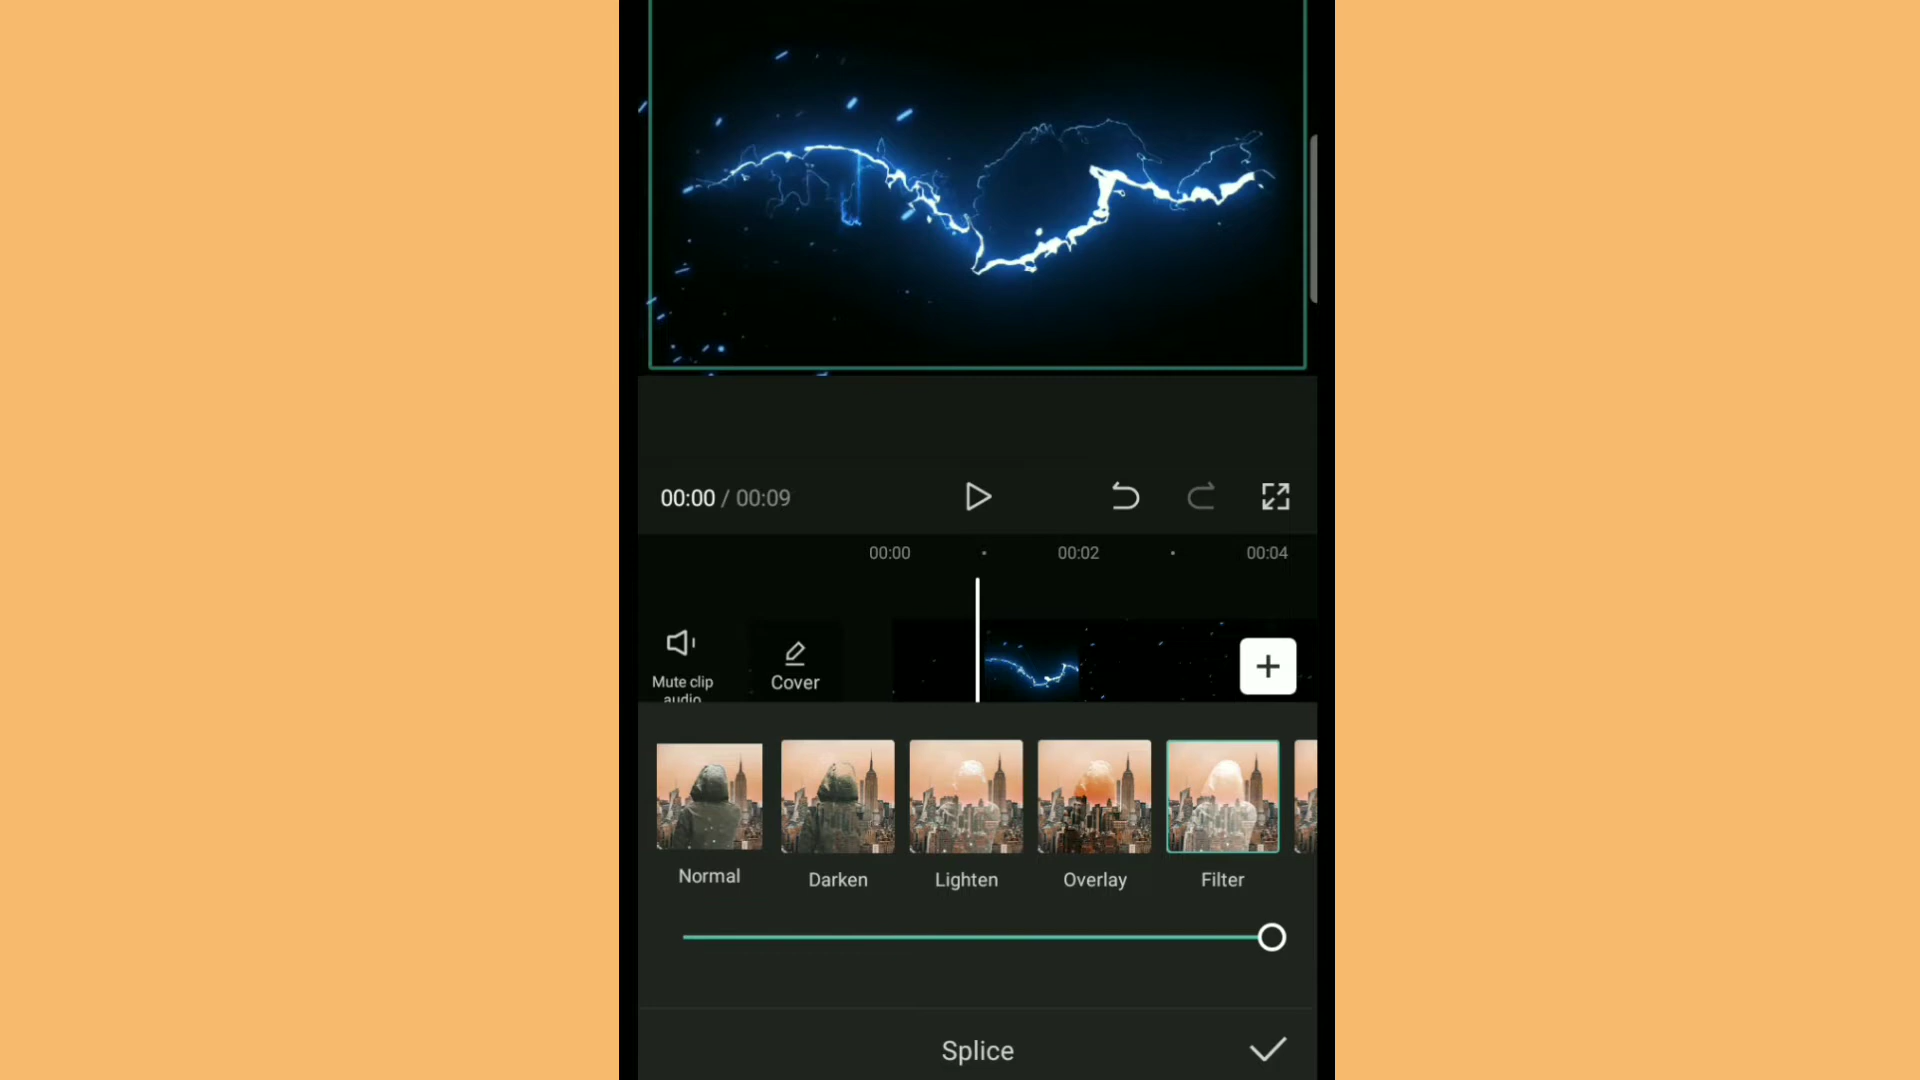 00:00 / 00:09
00:00 · 00:02 · 00:04
Mute clip
audio
Cover
Normal
Darken
Lighten
Overlay
Filter
Splice